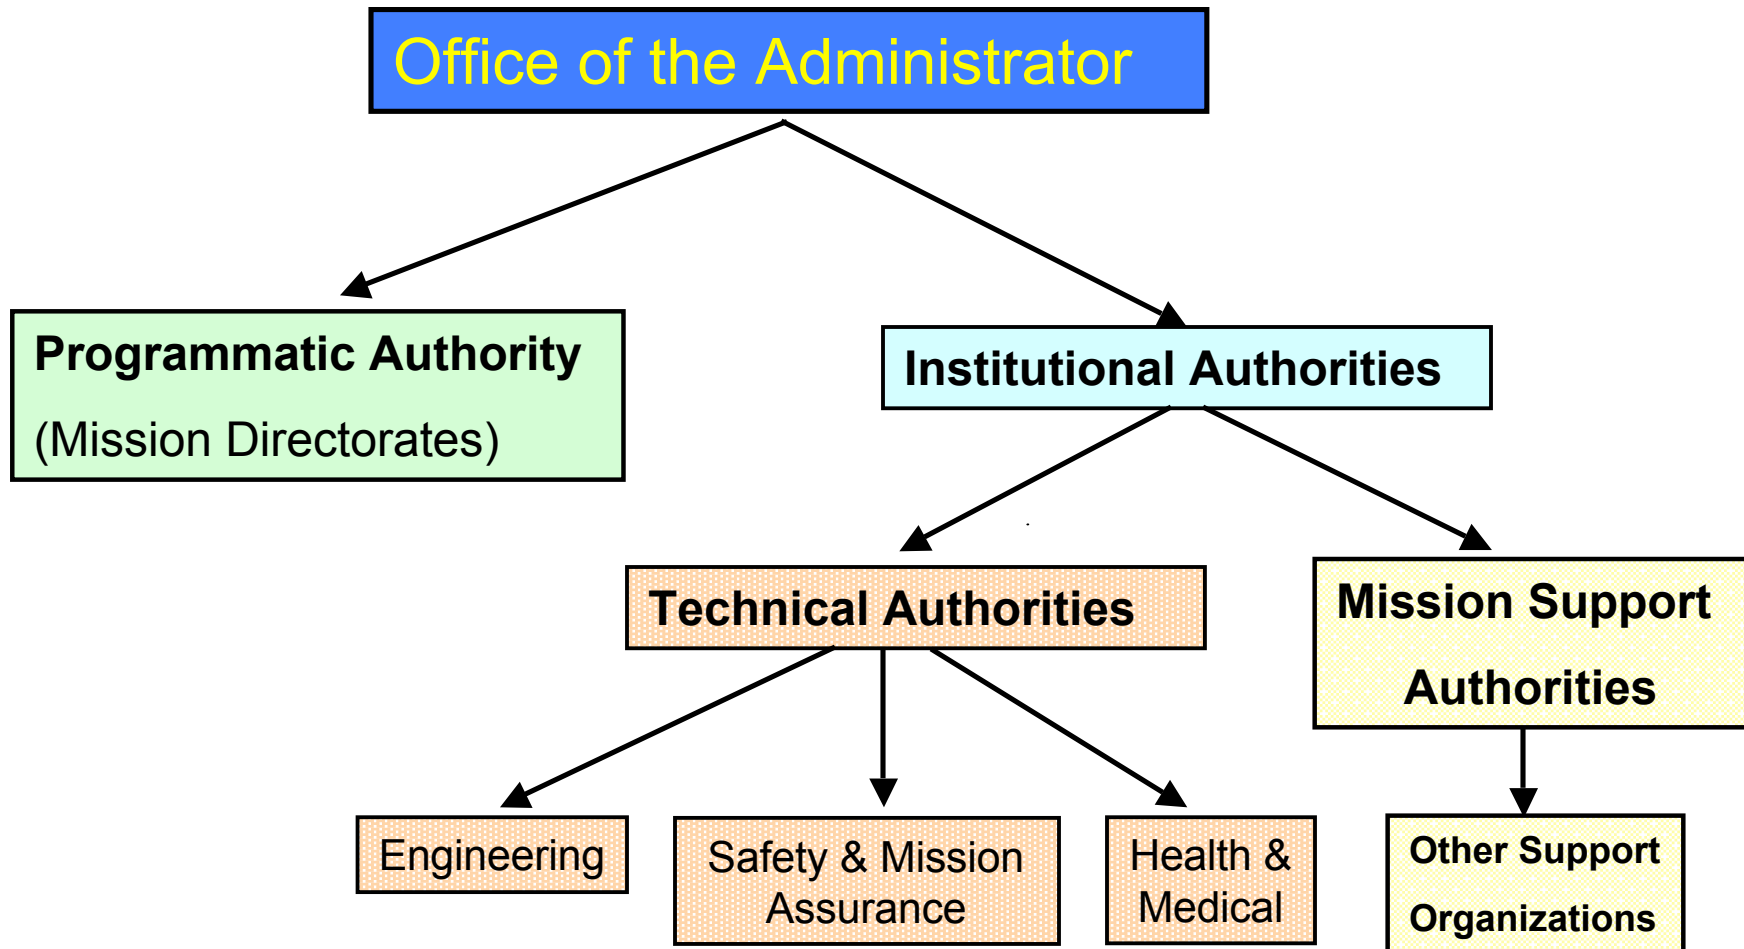 Office of the Administrator
Programmatic Authority
(Mission Directorates)
Institutional Authorities
Technical Authorities
Mission Support
Authorities
Engineering
Safety & Mission
Assurance
Health &
Medical
Other Support
Organizations